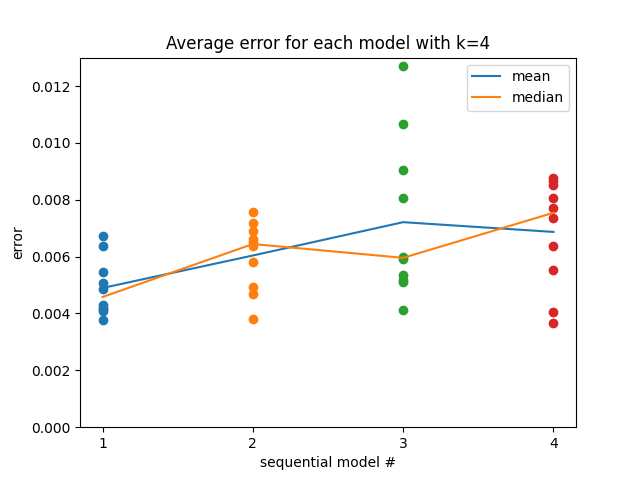 Average error for each model with k=4
mean
median
0.012
0.010
0.008
0.006
0.004
0.002
0.000
error
1 2 3 4
sequential model #